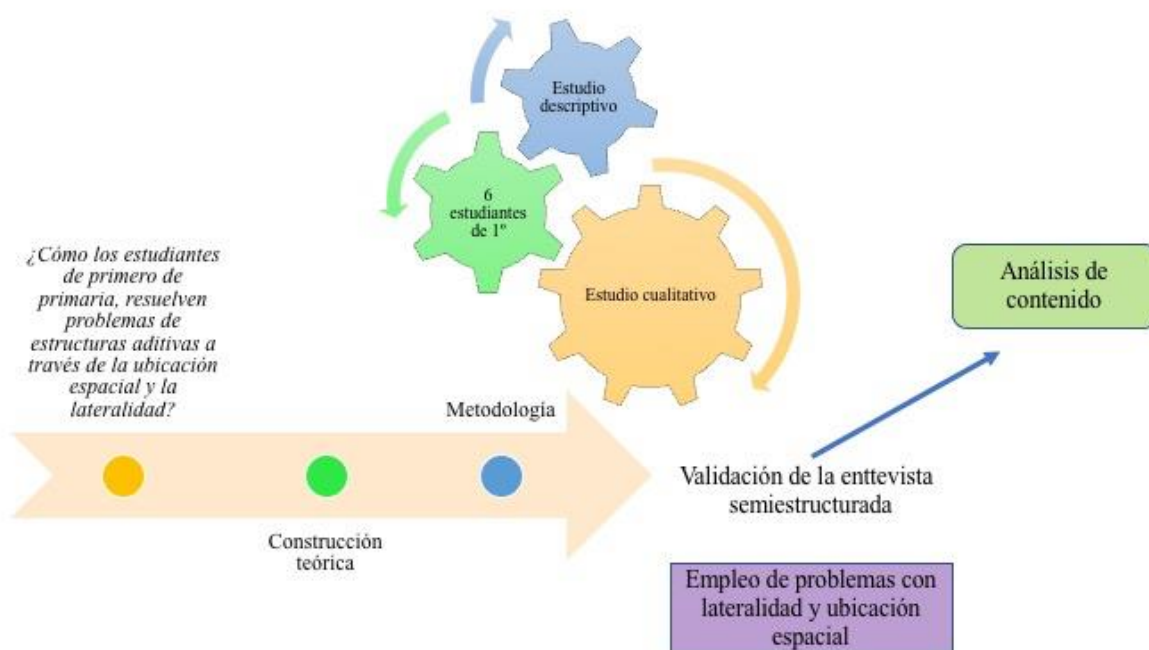 Estudio
descriptivo
6
estudiantes
de 1º
Estudio cualitativo
¿Cómo los estudiantes
de primero de
primaria, resuelven
problemas de
estructuras aditivas a
través de la ubicación
espacial y la
lateralidad?
Metodología
Construcción
teórica
Análisis de
contenido
Validación de la enttevista
semiestructurada
Empleo de problemas con
lateralidad y ubicación
espacial